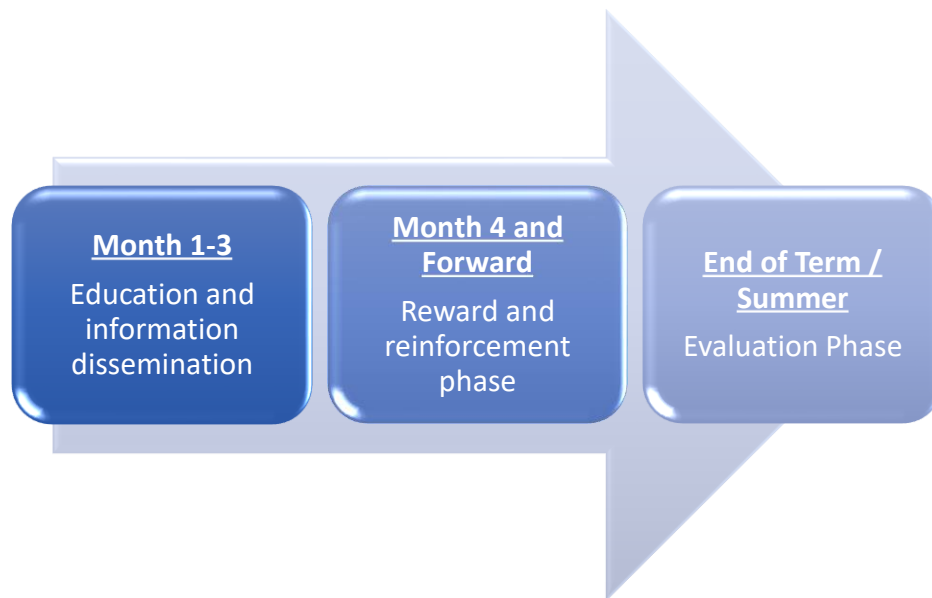 Month 1-3
Education and
information
dissemination
Month 4 and
Forward
Reward and
reinforcement
phase
End of Term /
Summer
Evaluation Phase